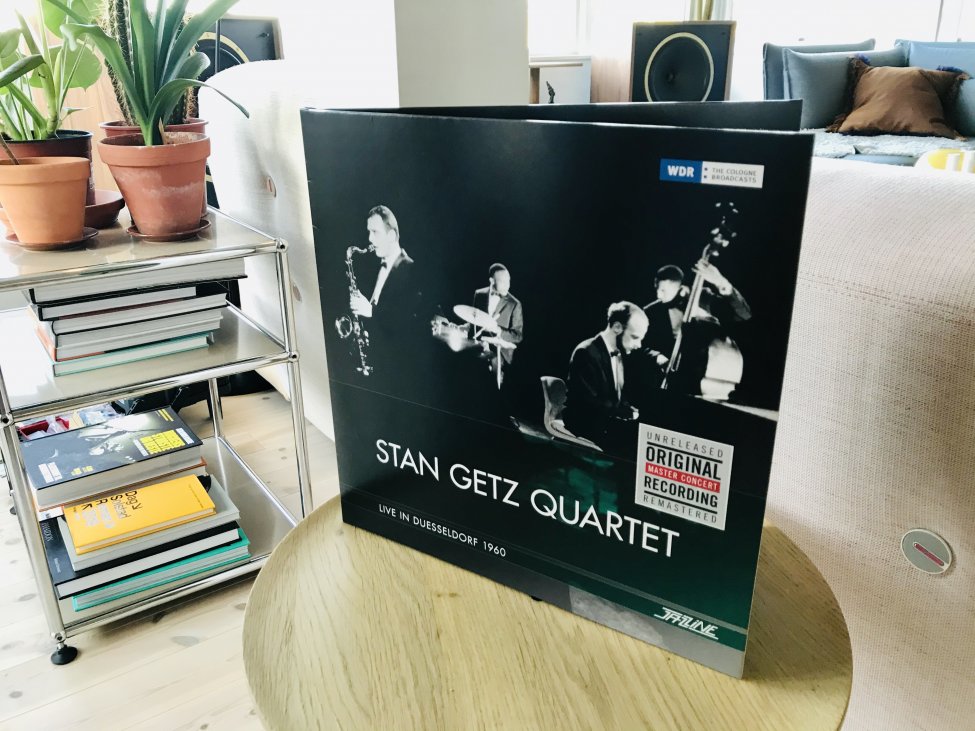 WDR THE COLOGNE
BROADCASTS
UNRELEASED
ORIGINAL
MASTER CONCERT
RECORDING
REMASTERED
STAN GETZ QUARTET
LIVE IN DUESSELDORF 1960
JAZZLINE